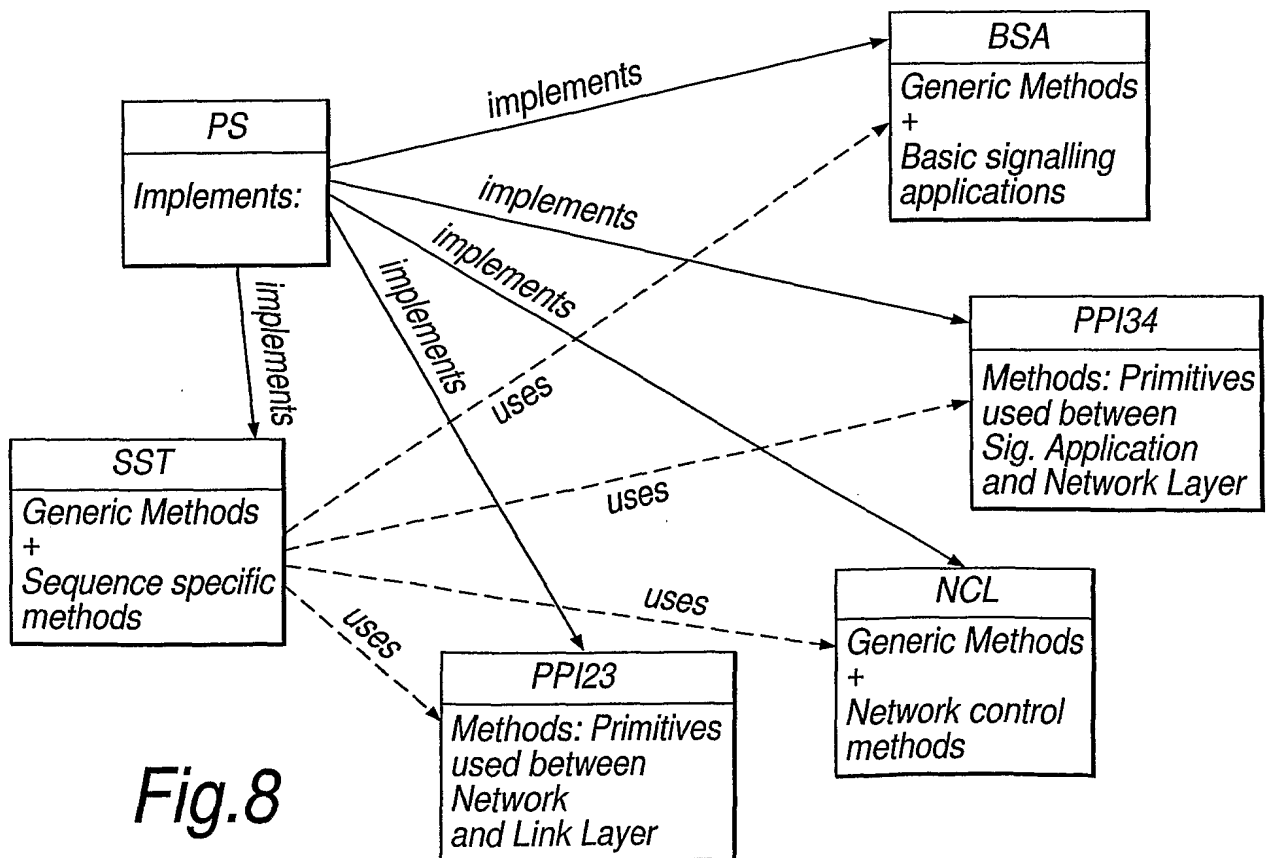 BSA
Generic Methods
+
Basic signalling
applications
implements
PS
Implements:
implements
implements
implements
implements
uses
PPI34
Methods: Primitives
used between
Sig. Application
and Network Layer
SST
Generic Methods
+
Sequence specific
methods
uses
uses
uses
NCL
Generic Methods
+
Network control
methods
PPI23
Methods: Primitives
used between
Network
and Link Layer
Fig.8